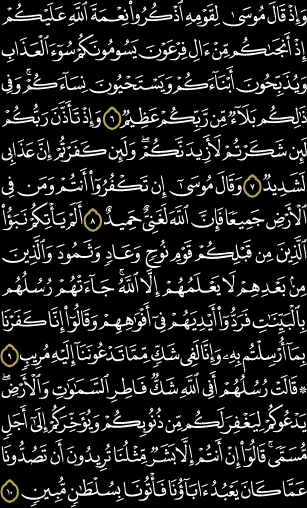 وَإِذْ قَالَ مُوسَىٰ لِقَوْمِهِ ٱذْكُرُوا۟ نِعْمَةَ ٱللَّهِ عَلَيْكُمْ
إِذْ أَنجَىٰكُم مِّنْ ءَالِ فِرْعَوْنَ يَسُومُونَكُمْ سُوٓءَ ٱلْعَذَابِ
وَيُذَبِّحُونَ أَبْنَآءَكُمْ وَيَسْتَحْيُونَ نِسَآءَكُمْ ۚ وَفِى
ذَٰلِكُم بَلَآءٌ مِّن رَّبِّكُمْ عَظِيمٌ ٦ وَإِذْ تَأَذَّنَ رَبُّكُمْ
لَئِن شَكَرْتُمْ لَأَزِيدَنَّكُمْ ۖ وَلَئِن كَفَرْتُمْ إِنَّ عَذَابِى
لَشَدِيدٌ ٧ وَقَالَ مُوسَىٰٓ إِن تَكْفُرُوٓا۟ أَنتُمْ وَمَن فِى
ٱلْأَرْضِ جَمِيعًا فَإِنَّ ٱللَّهَ لَغَنِىٌّ حَمِيدٌ ٨ أَلَمْ يَأْتِكُمْ نَبَؤُا۟
ٱلَّذِينَ مِن قَبْلِكُمْ قَوْمِ نُوحٍ وَعَادٍ وَثَمُودَ وَٱلَّذِينَ
مِنۢ بَعْدِهِمْ لَا يَعْلَمُهُمْ إِلَّا ٱللَّهُ ۚ جَآءَتْهُمْ رُسُلُهُم
بِٱلْبَيِّنَٰتِ فَرَدُّوٓا۟ أَيْدِيَهُمْ فِىٓ أَفْوَٰهِهِمْ وَقَالُوٓا۟ إِنَّا كَفَرْنَا
بِمَآ أُرْسِلْتُم بِهِۦ وَإِنَّا لَفِى شَكٍّ مِّمَّا تَدْعُونَنَآ إِلَيْهِ مُرِيبٍ ٩
۞ قَالَتْ رُسُلُهُمْ أَفِى ٱللَّهِ شَكٌّ فَاطِرِ ٱلسَّمَٰوَٰتِ وَٱلْأَرْضِ ۖ
يَدْعُوكُمْ لِيَغْفِرَ لَكُم مِّن ذُنُوبِكُمْ وَيُؤَخِّرَكُمْ إِلَىٰٓ أَجَلٍ
مُّسَمًّى ۚ قَالُوٓا۟ إِنْ أَنتُمْ إِلَّا بَشَرٌ مِّثْلُنَا تُرِيدُونَ أَن تَصُدُّونَا
عَمَّا كَانَ يَعْبُدُ ءَابَآؤُنَا فَأْتُونَا بِسُلْطَٰنٍ مُّبِينٍ ١٠